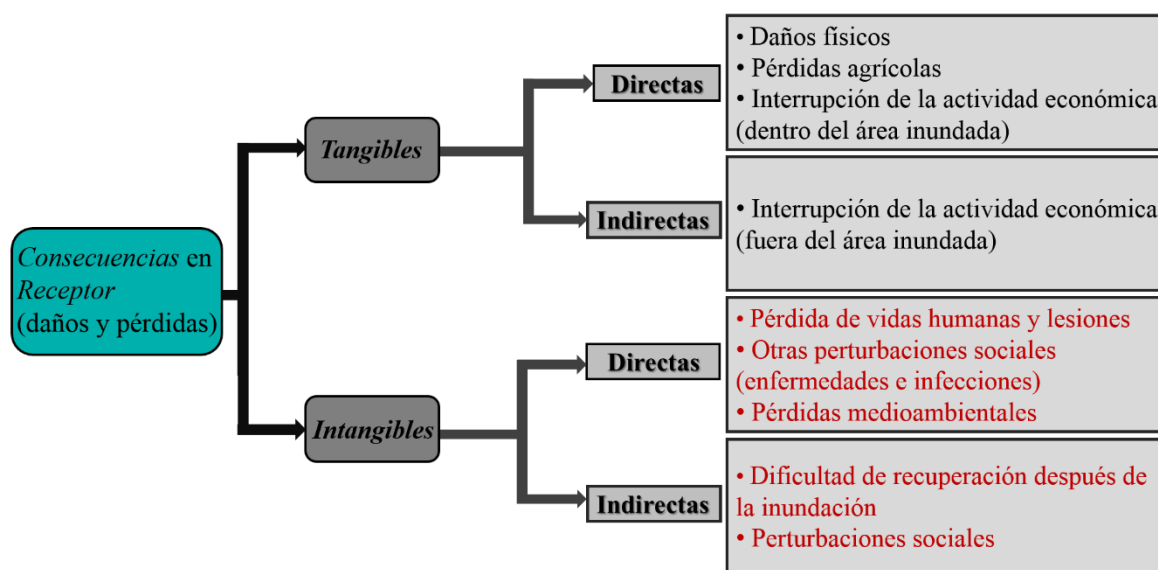 Consecuencias en
Receptor
(daños y pérdidas)
Tangibles
Directas
• Daños físicos
• Pérdidas agrícolas
• Interrupción de la actividad económica
(dentro del área inundada)
Indirectas
• Interrupción de la actividad económica
(fuera del área inundada)
Intangibles
Directas
• Pérdida de vidas humanas y lesiones
• Otras perturbaciones sociales
(enfermedades e infecciones)
• Pérdidas medioambientales
Indirectas
• Dificultad de recuperación después de
la inundación
• Perturbaciones sociales